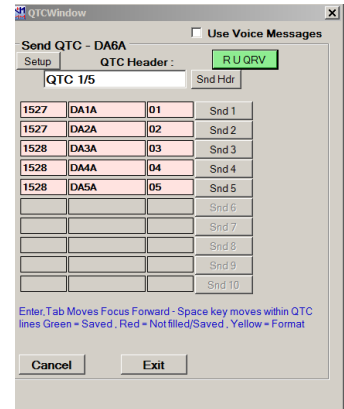 QTCWindow
Use Voice Messages
Send QTC - DA6A
Setup QTC Header : R U QRV
QTC 1/5 Snd Hdr
1527 DA1A 01 Snd 1
1527 DA2A 02 Snd 2
1528 DA3A 03 Snd 3
1528 DA4A 04 Snd 4
1528 DA5A 05 Snd 5
Snd 6
Snd 7
Snd 8
Snd 9
Snd 10
Enter,Tab Moves Focus Forward - Space key moves within QTC
lines Green = Saved , Red = Not filled/Saved , Yellow = Format
Cancel Exit